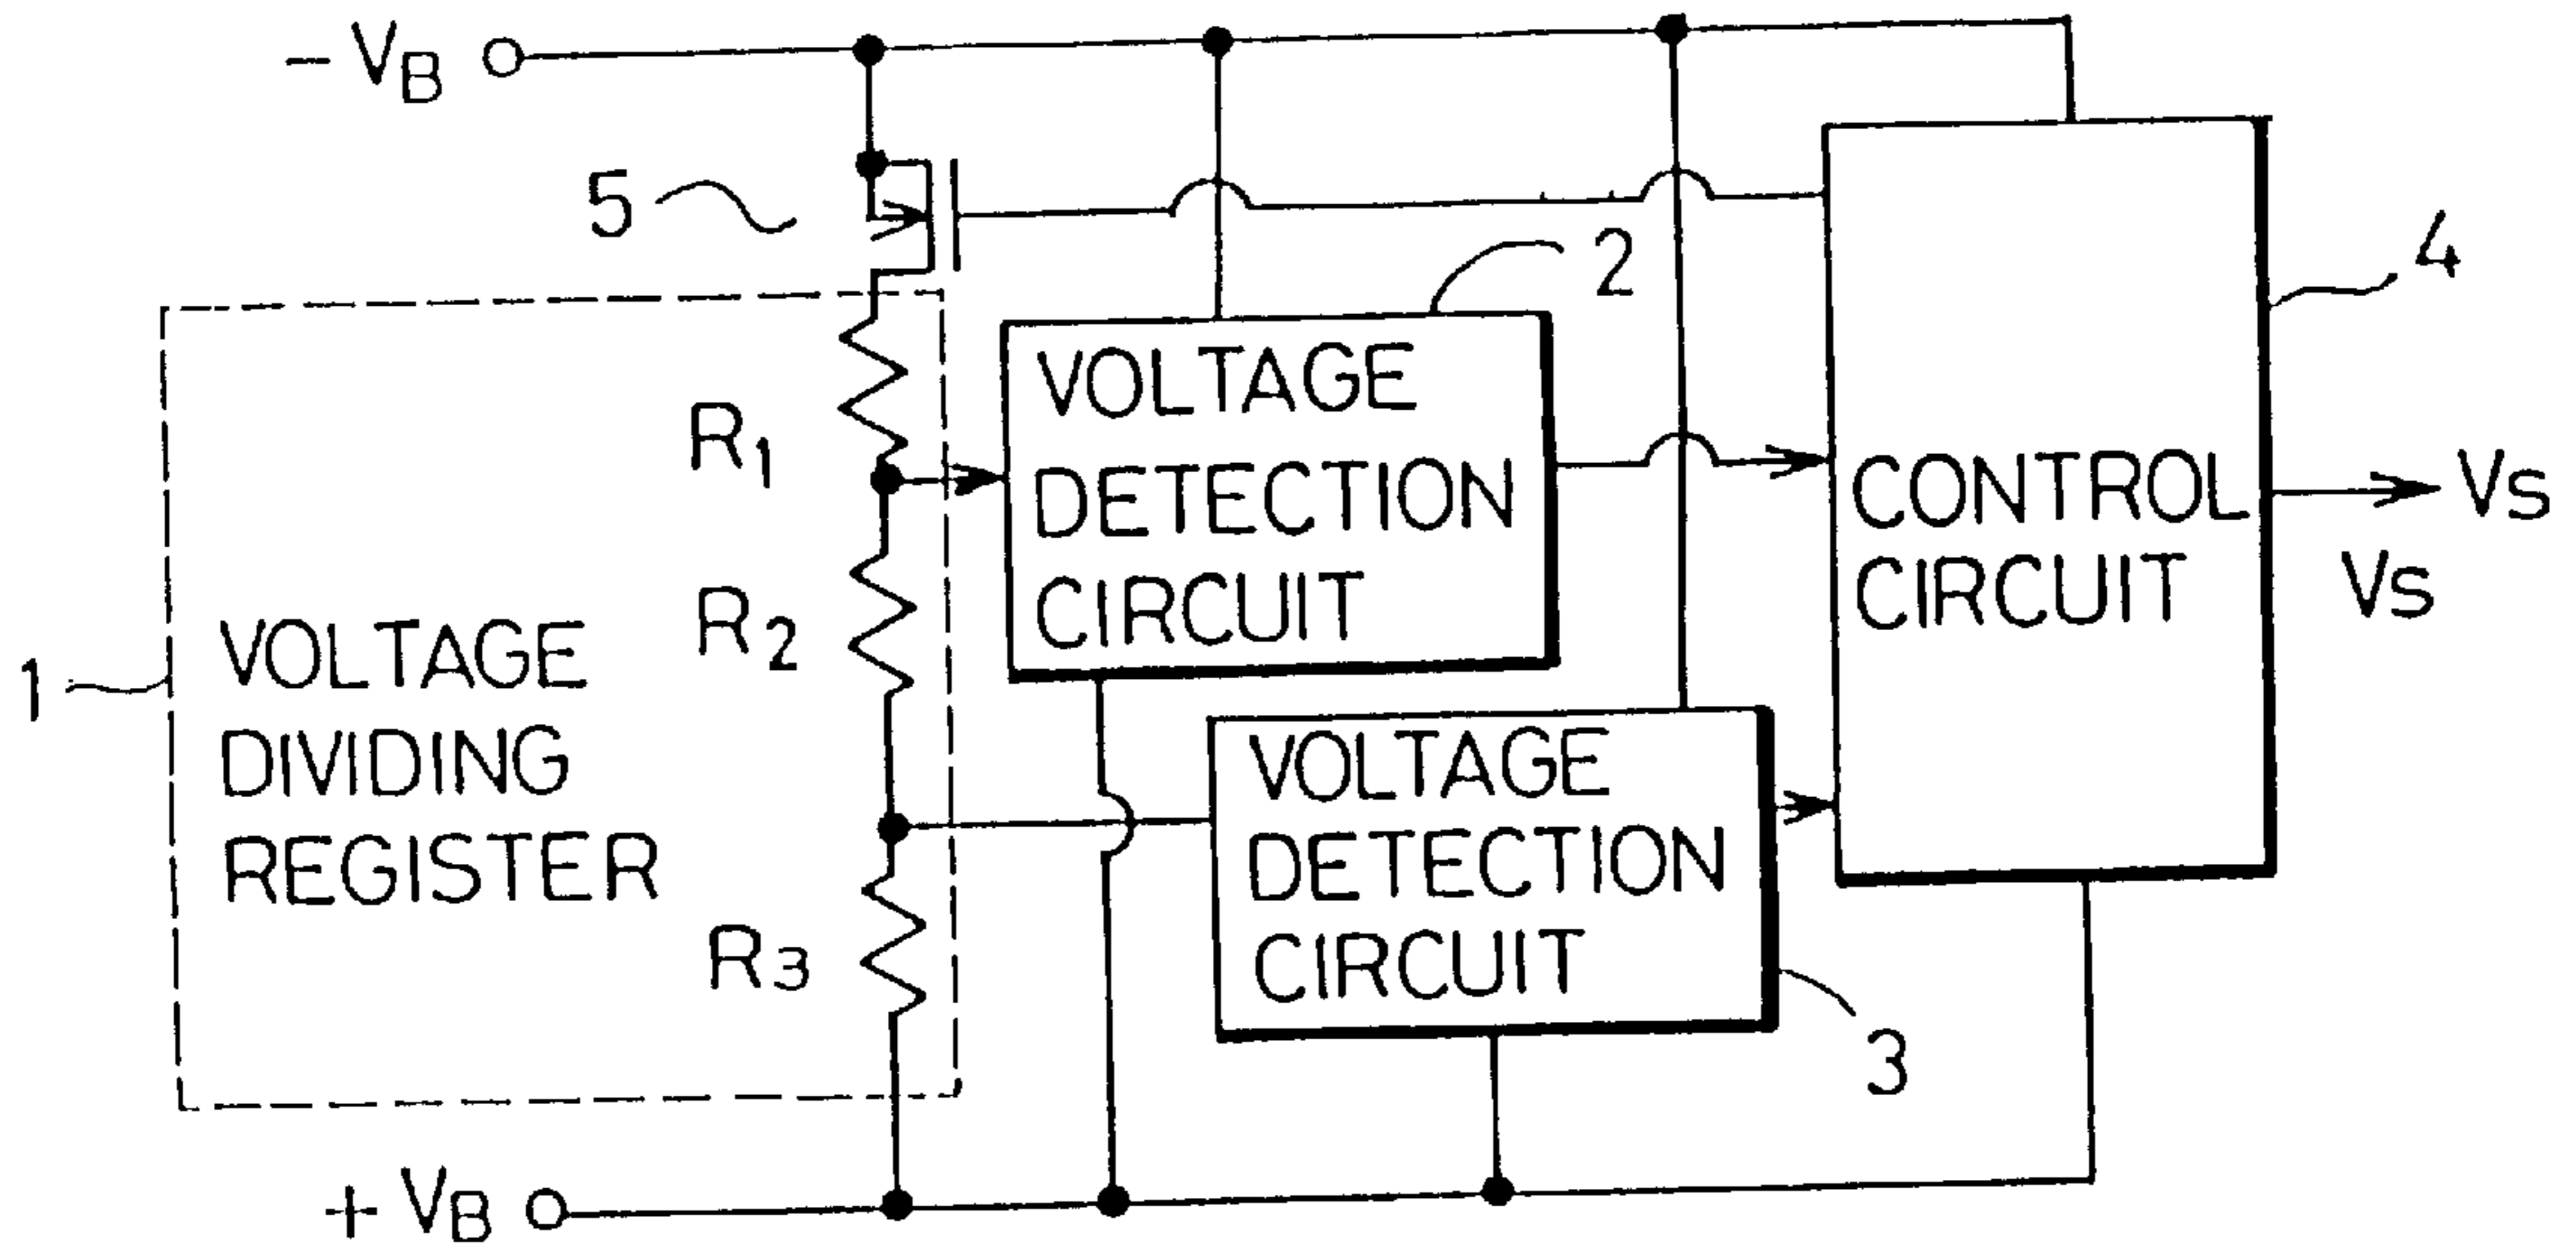 - VB
5
2
4
VOLTAGE
DETECTION
CIRCUIT
R1
CONTROL
CIRCUIT
Vs
Vs
R2
1
VOLTAGE
DIVIDING
REGISTER
VOLTAGE
DETECTION
CIRCUIT
R3
3
+ VB